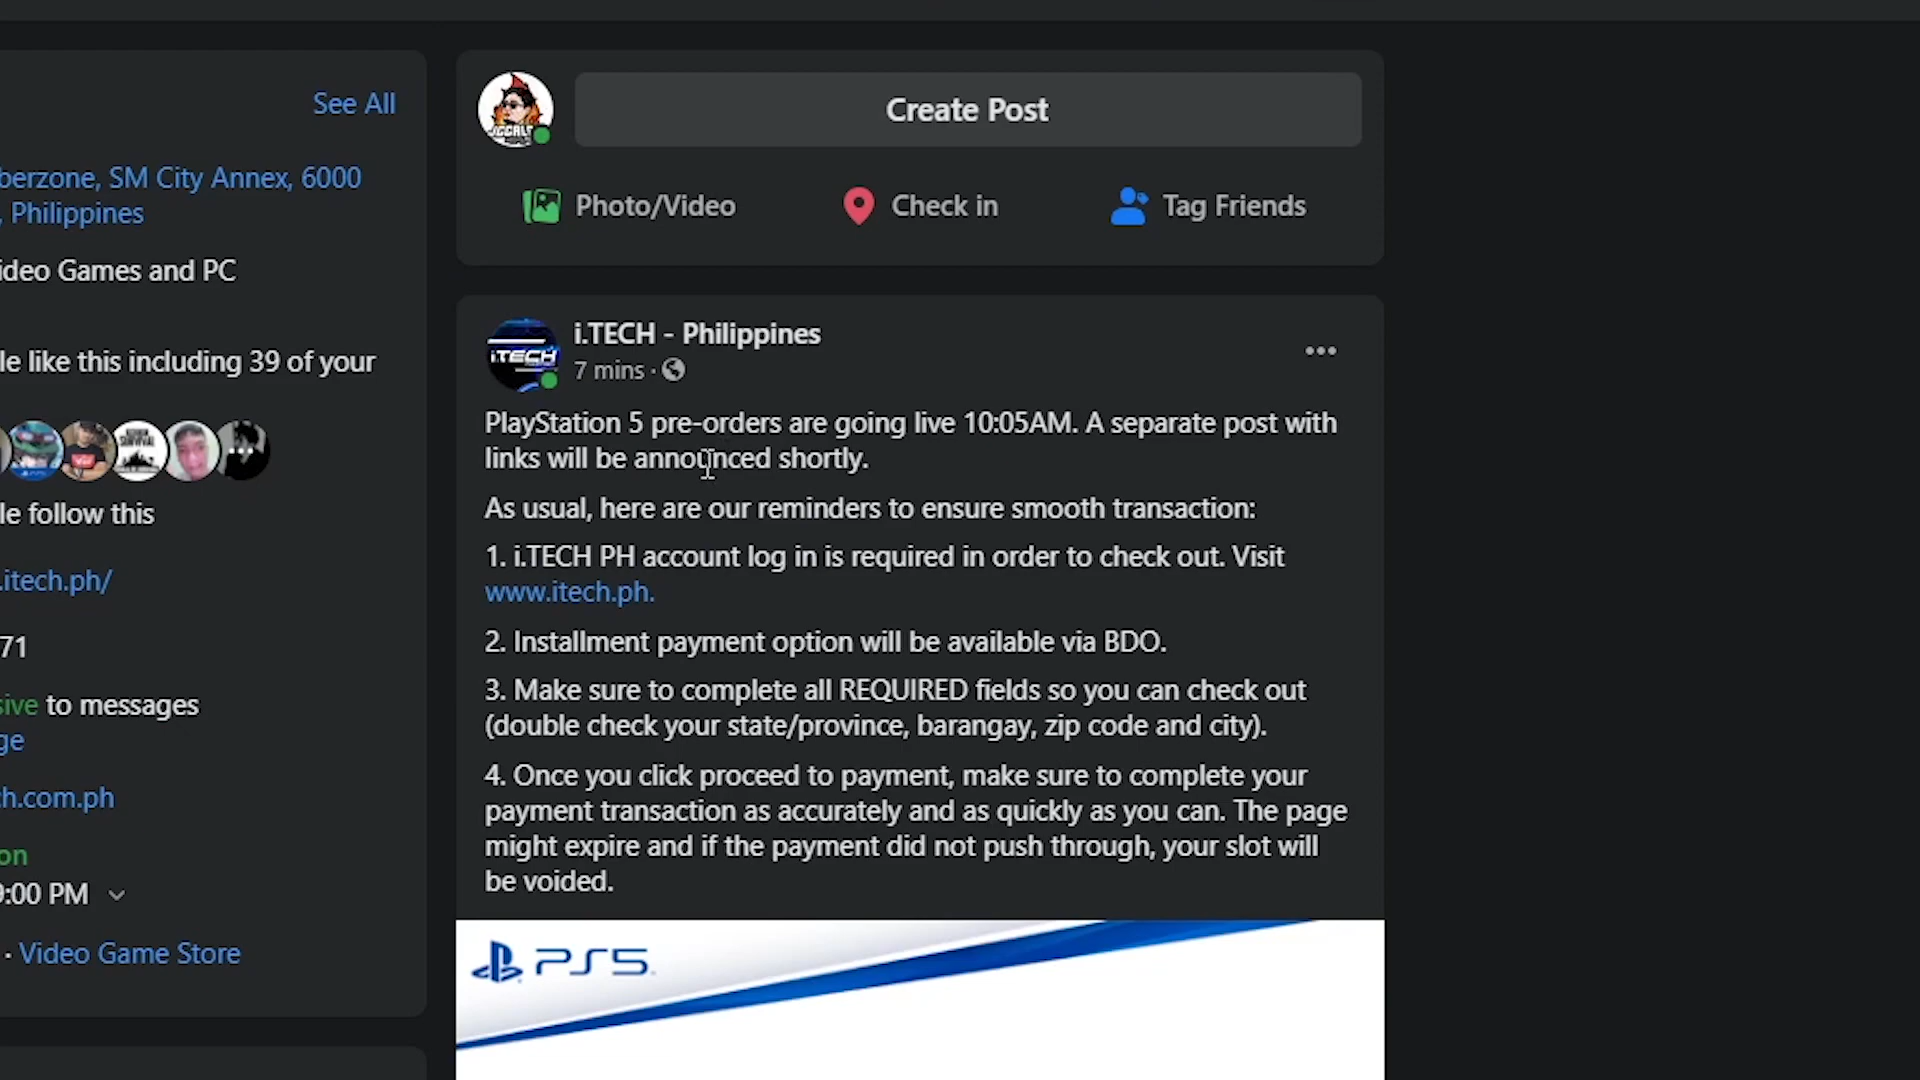 See All
berzone, SM City Annex, 6000
, Philippines
ideo Games and PC
le like this including 39 of your
le follow this
.itech.ph/
71
sive to messages
ge
ch.com.ph
on
9:00 PM
· Video Game Store
Create Post
Photo/Video
Check in
Tag Friends
i.TECH - Philippines
7 mins ·
PlayStation 5 pre-orders are going live 10:05AM. A separate post with
links will be announced shortly.
As usual, here are our reminders to ensure smooth transaction:
1. i.TECH PH account log in is required in order to check out. Visit
www.itech.ph.
2. Installment payment option will be available via BDO.
3. Make sure to complete all REQUIRED fields so you can check out
(double check your state/province, barangay, zip code and city).
4. Once you click proceed to payment, make sure to complete your
payment transaction as accurately and as quickly as you can. The page
might expire and if the payment did not push through, your slot will
be voided.
PS5